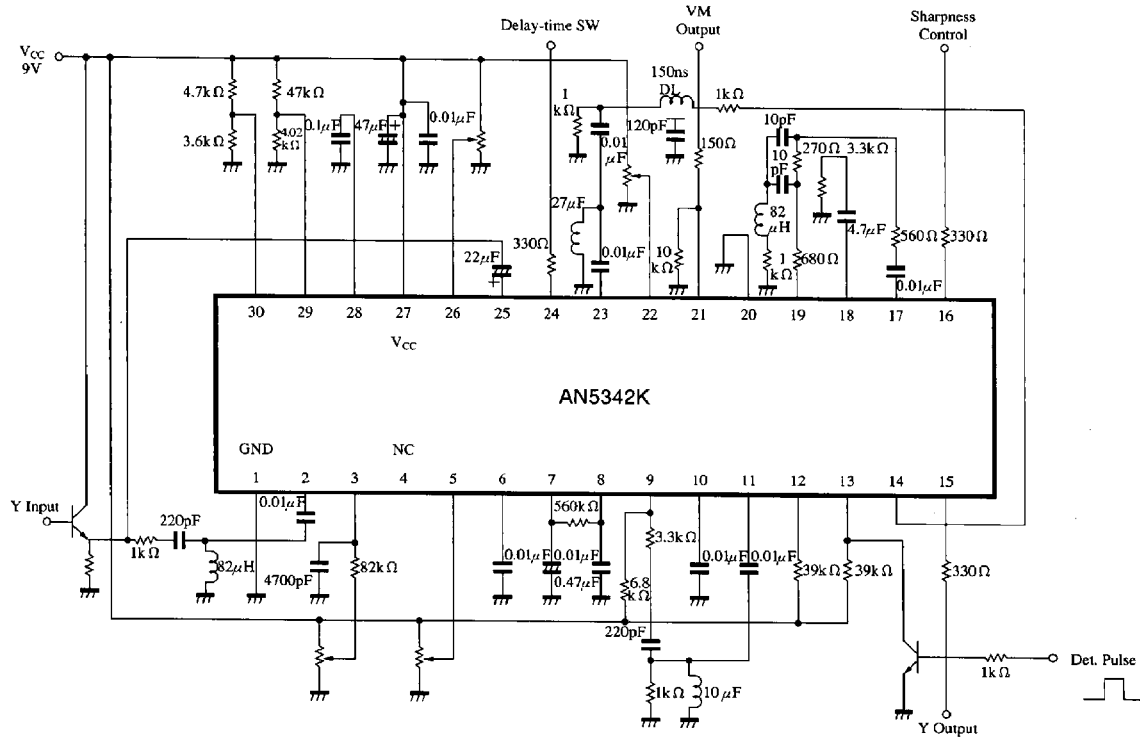 Delay-time SW
VM
Output
Sharpness
Control
VCC
9V
4.7kΩ
47kΩ
3.6kΩ
4.02
kΩ
0.1μF
47μF
+
0.01μF
1
kΩ
0.01
μF
150ns
DL
120pF
1kΩ
150Ω
10pF
10
pF
270Ω
3.3kΩ
27μF
82
μH
4.7μF
560Ω
330Ω
22μF
+
330Ω
0.01μF
10
kΩ
1
kΩ
680Ω
0.01μF
30 29 28 27 26 25 24 23 22 21 20 19 18 17 16
VCC
AN5342K
GND
NC
1 2 3 4 5 6 7 8 9 10 11 12 13 14 15
Y Input
220pF
1kΩ
0.01μF
82μH
4700pF
82kΩ
0.01μF
560kΩ
0.01μF
0.47μF
3.3kΩ
6.8
kΩ
0.01μF
0.01μF
39kΩ
39kΩ
330Ω
220pF
1kΩ
10μF
1kΩ
Det. Pulse
Y Output